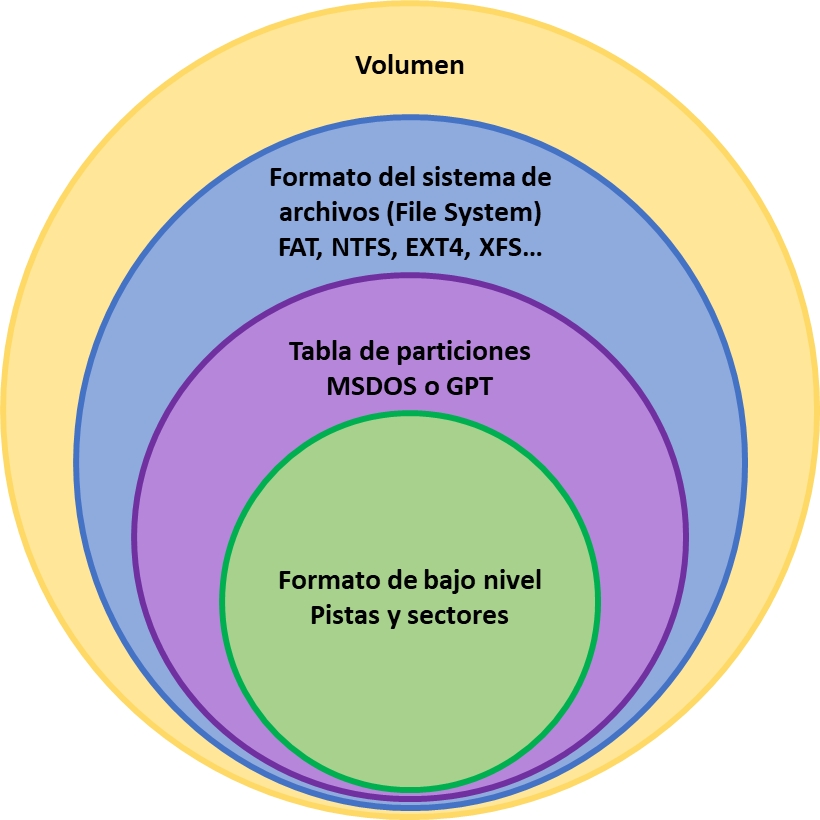 Volumen
Formato del sistema de
archivos (File System)
FAT, NTFS, EXT4, XFS...
Tabla de particiones
MSDOS o GPT
Formato de bajo nivel
Pistas y sectores